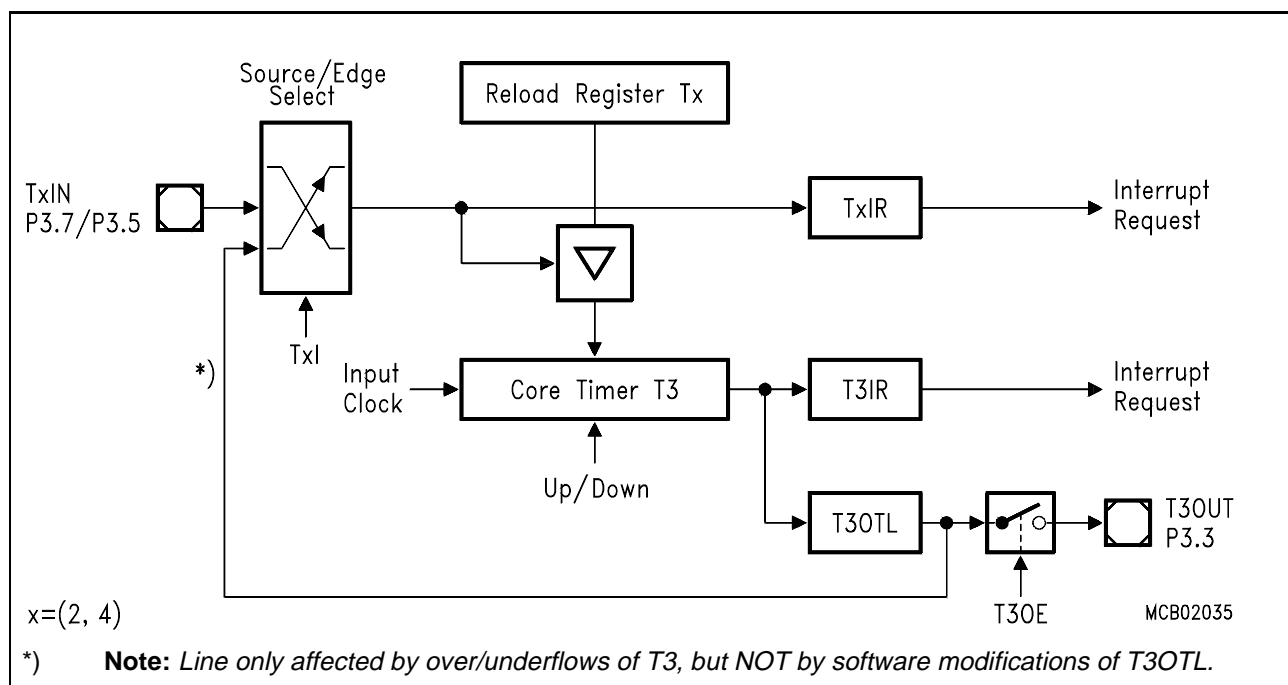 Source/Edge
Select
Reload Register Tx
TxIN
P3.7/P3.5
TxIR
Interrupt
Request
TxI
*)
Input
Clock
Core Timer T3
T3IR
Interrupt
Request
Up/Down
T3OTL
T3OUT
P3.3
T3OE
x=(2, 4)
MCB02035
*) Note: Line only affected by over/underflows of T3, but NOT by software modifications of T3OTL.